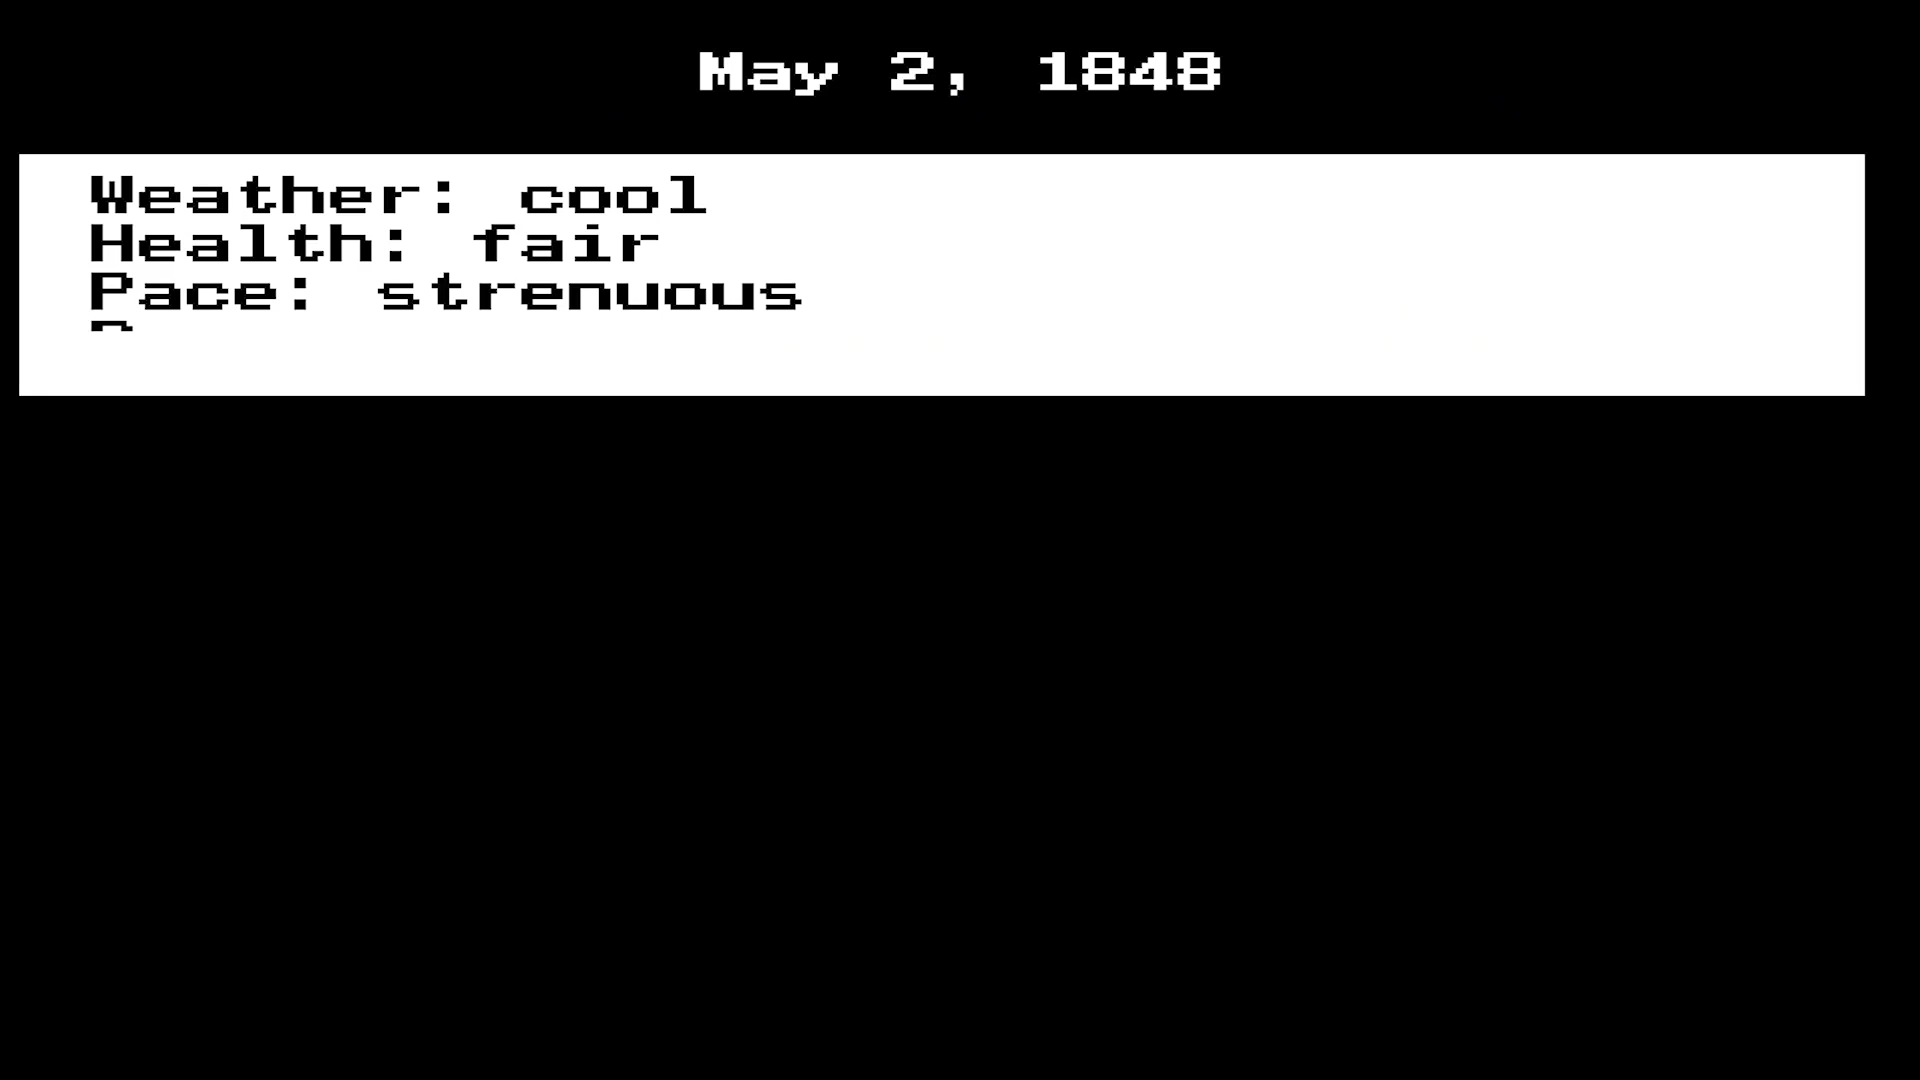 May 2, 1848
Weather: cool
Health: fair
Pace: strenuous